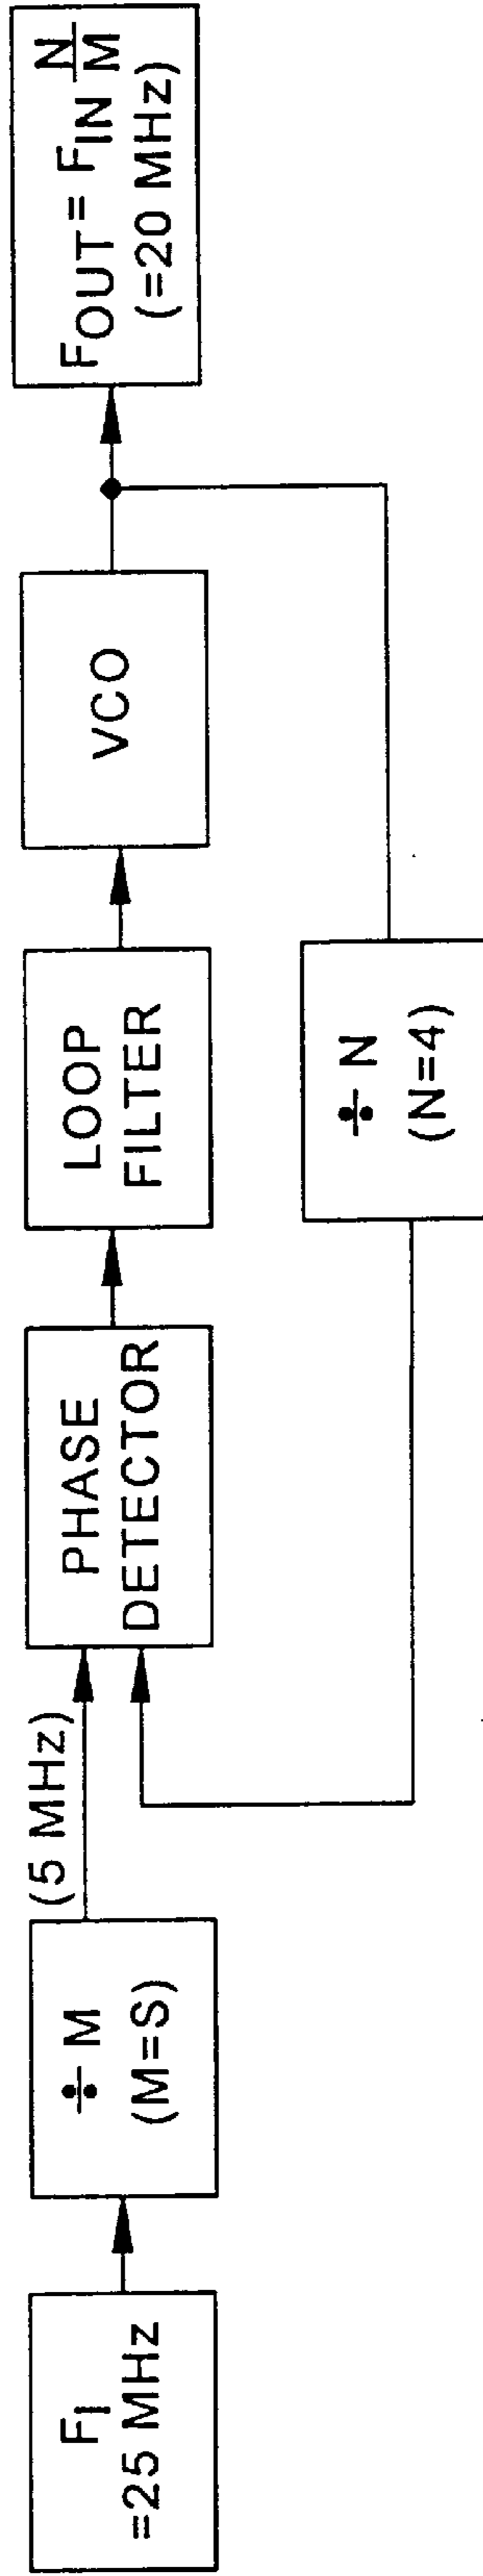 F_I
=25 MHz
÷ M
(M=S)
(5 MHz)
PHASE
DETECTOR
LOOP
FILTER
VCO
F_OUT = F_IN N/M
(=20 MHz)
÷ N
(N=4)